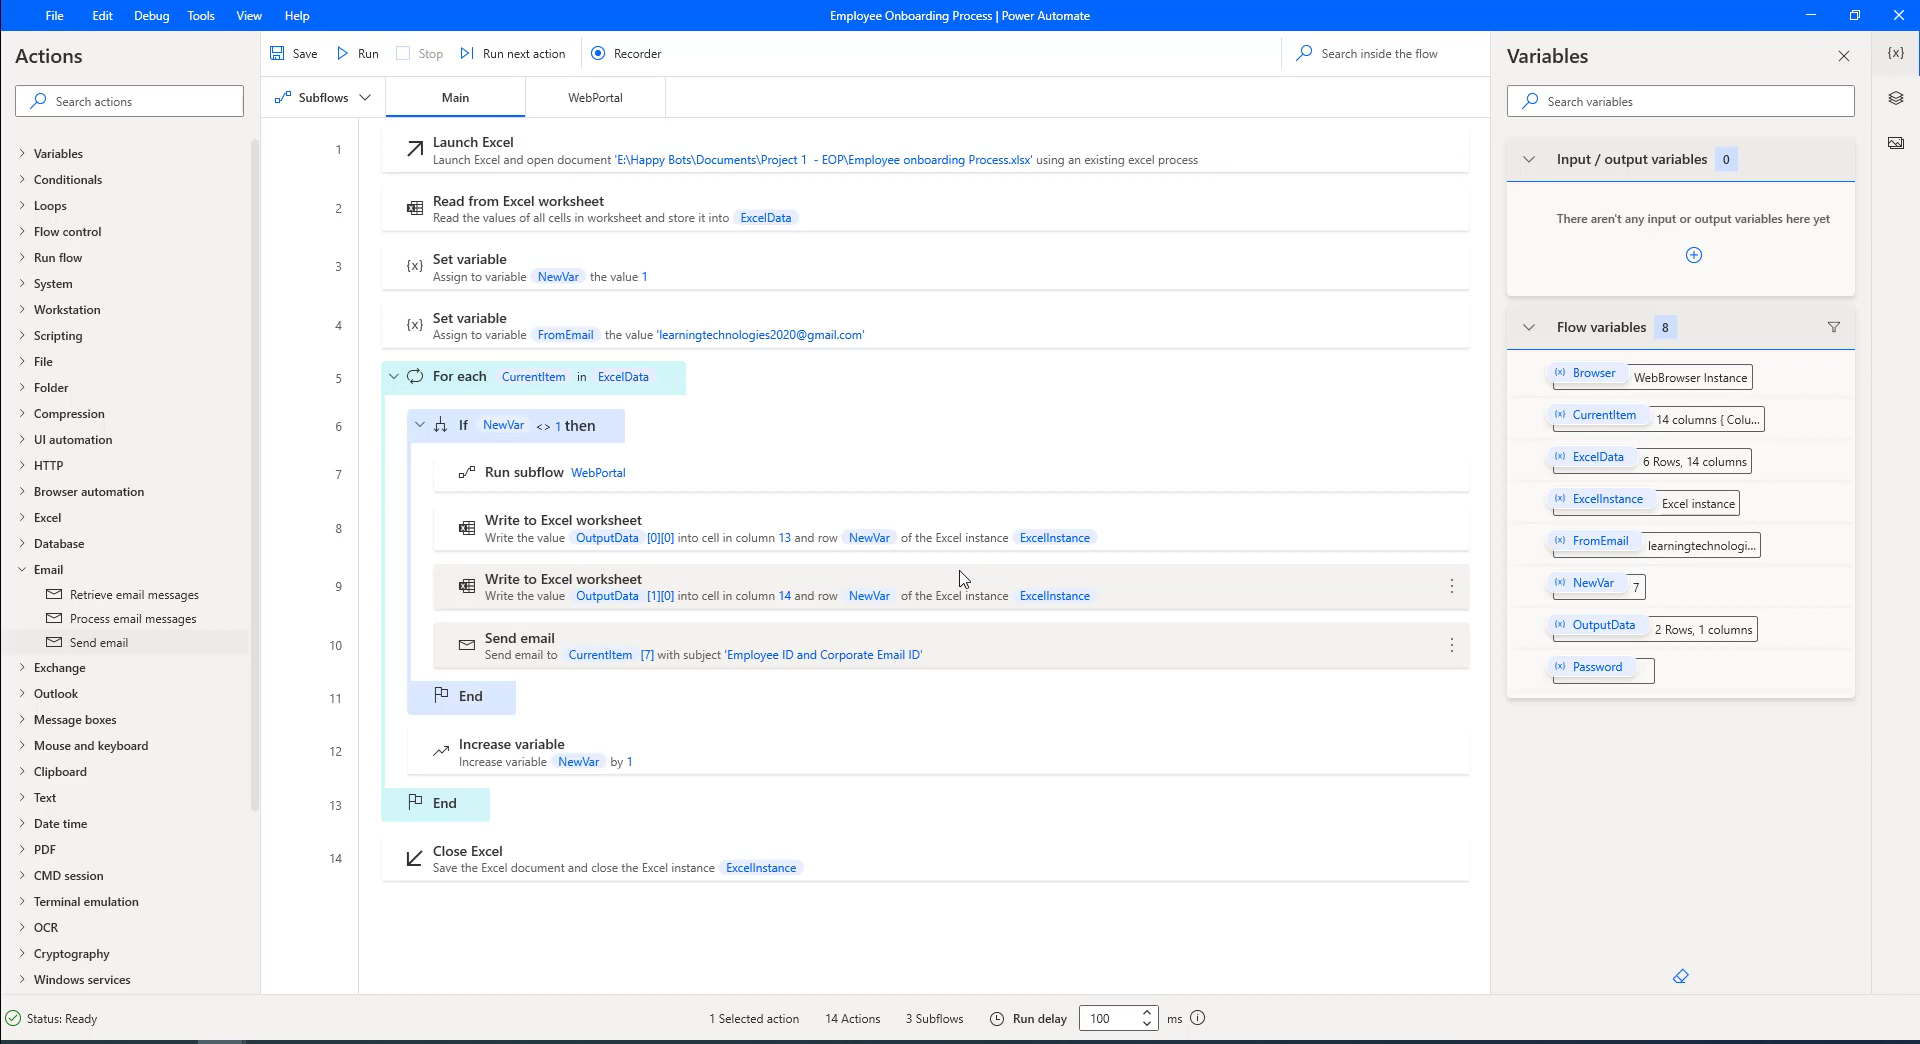 File Edit Debug Tools View Help
Employee Onboarding Process | Power Automate
Actions
Search actions
Variables
Conditionals
Loops
Flow control
Run flow
System
Workstation
Scripting
File
Folder
Compression
UI automation
HTTP
Browser automation
Excel
Database
Email
Retrieve email messages
Process email messages
Send email
Exchange
Outlook
Message boxes
Mouse and keyboard
Clipboard
Text
Date time
PDF
CMD session
Terminal emulation
OCR
Cryptography
Windows services
Save Run Stop Run next action Recorder
Search inside the flow
Subflows Main WebPortal
1 Launch Excel
Launch Excel and open document 'E:\Happy Bots\Documents\Project 1  - EOP\Employee onboarding Process.xlsx' using an existing excel process
2 Read from Excel worksheet
Read the values of all cells in worksheet and store it into ExcelData
3 {x} Set variable
Assign to variable NewVar the value 1
4 {x} Set variable
Assign to variable FromEmail the value 'learningtechnologies2020@gmail.com'
5 For each CurrentItem in ExcelData
6 If NewVar <> 1 then
7 Run subflow WebPortal
8 Write to Excel worksheet
Write the value OutputData [0][0] into cell in column 13 and row NewVar of the Excel instance ExcelInstance
9 Write to Excel worksheet
Write the value OutputData [1][0] into cell in column 14 and row NewVar of the Excel instance ExcelInstance
10 Send email
Send email to CurrentItem [7] with subject 'Employee ID and Corporate Email ID'
11 End
12 Increase variable
Increase variable NewVar by 1
13 End
14 Close Excel
Save the Excel document and close the Excel instance ExcelInstance
Variables
{x}
Search variables
Input / output variables 0
There aren't any input or output variables here yet
Flow variables 8
(x) Browser WebBrowser Instance
(x) CurrentItem 14 columns { Colu...
(x) ExcelData 6 Rows, 14 columns
(x) ExcelInstance Excel instance
(x) FromEmail learningtechnologi...
(x) NewVar 7
(x) OutputData 2 Rows, 1 columns
(x) Password
Status: Ready 1 Selected action 14 Actions 3 Subflows Run delay 100 ms